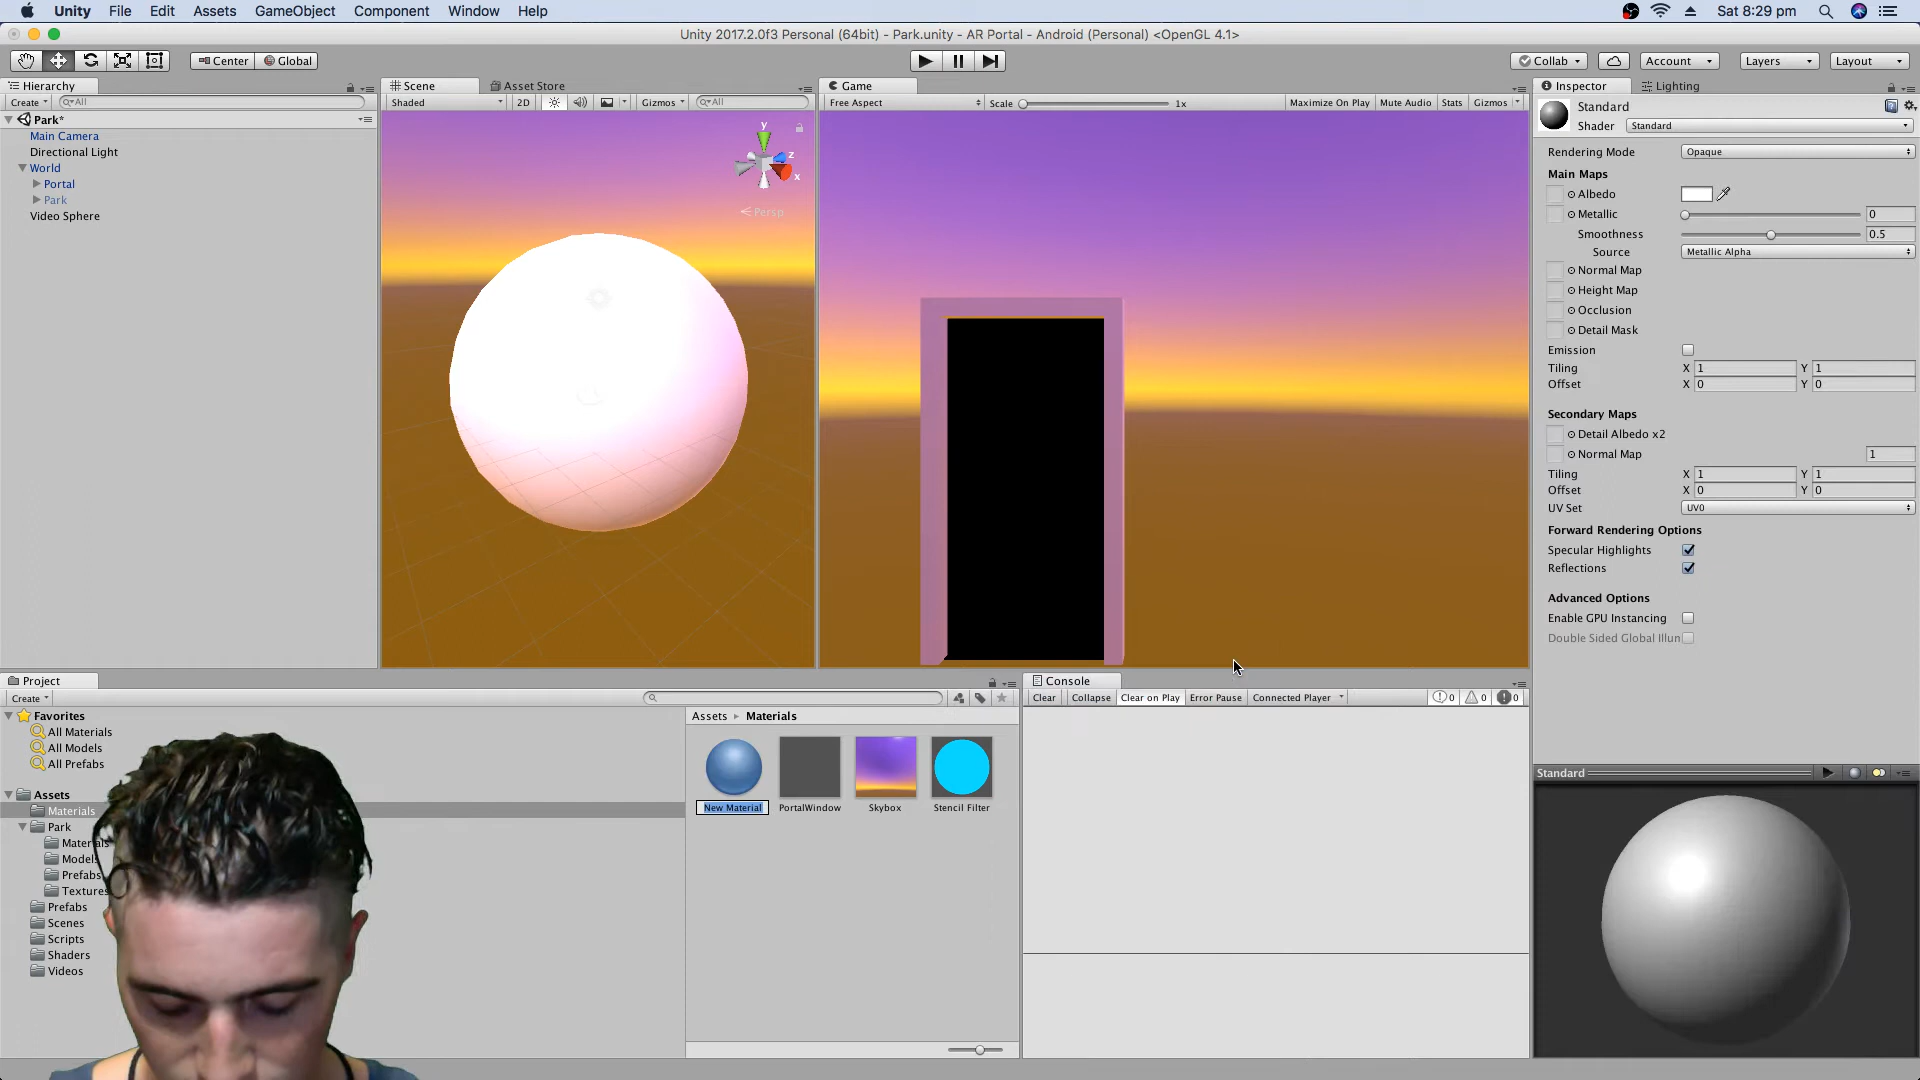 Unity File Edit Assets GameObject Component Window Help Sat 8:29 pm
Unity 2017.2.0f3 Personal (64bit) - Park.unity - AR Portal - Android (Personal) <OpenGL 4.1>
Center Global Collab Account Layers Layout
Hierarchy
Create All
Park*
Main Camera
Directional Light
World
Portal
Park
Video Sphere
Scene Asset Store
Shaded 2D Gizmos All
y
z
x
Persp
Game
Free Aspect Scale 1x Maximize On Play Mute Audio Stats Gizmos
Inspector Lighting
Standard
Shader Standard
Rendering Mode Opaque
Main Maps
Albedo
Metallic 0
Smoothness 0.5
Source Metallic Alpha
Normal Map
Height Map
Occlusion
Detail Mask
Emission
Tiling X 1 Y 1
Offset X 0 Y 0
Secondary Maps
Detail Albedo x2
Normal Map 1
Tiling X 1 Y 1
Offset X 0 Y 0
UV Set UV0
Forward Rendering Options
Specular Highlights
Reflections
Advanced Options
Enable GPU Instancing
Double Sided Global Illun
Standard
Project
Create
Favorites
All Materials
All Models
All Prefabs
Assets
Materials
Park
Materials
Models
Prefabs
Textures
Prefabs
Scenes
Scripts
Shaders
Videos
Assets Materials
New Material PortalWindow Skybox Stencil Filter
Console
Clear Collapse Clear on Play Error Pause Connected Player 0 0 0